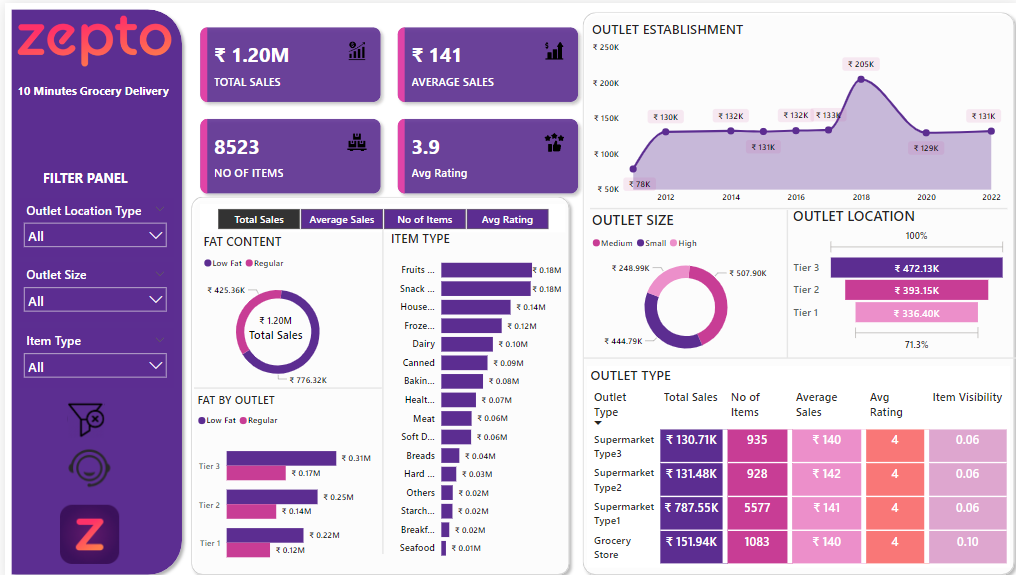 zepto
10 Minutes Grocery Delivery
FILTER PANEL
Outlet Location Type
All
Outlet Size
All
Item Type
All
Z
₹ 1.20M
TOTAL SALES
₹ 141
AVERAGE SALES
8523
NO OF ITEMS
3.9
Avg Rating
Total Sales Average Sales No of Items Avg Rating
FAT CONTENT
Low Fat Regular
₹ 425.36K
₹ 1.20M
Total Sales
₹ 776.32K
FAT BY OUTLET
Low Fat Regular
Tier 3 ₹ 0.31M
₹ 0.17M
Tier 2 ₹ 0.25M
₹ 0.14M
Tier 1 ₹ 0.22M
₹ 0.12M
ITEM TYPE
Fruits ... ₹ 0.18M
Snack ... ₹ 0.18M
House... ₹ 0.14M
Froze... ₹ 0.12M
Dairy ₹ 0.10M
Canned ₹ 0.09M
Bakin... ₹ 0.08M
Healt... ₹ 0.07M
Meat ₹ 0.06M
Soft D... ₹ 0.06M
Breads ₹ 0.04M
Hard ... ₹ 0.03M
Others ₹ 0.02M
Starch... ₹ 0.02M
Breakf... ₹ 0.02M
Seafood ₹ 0.01M
OUTLET ESTABLISHMENT
₹ 250K
₹ 200K
₹ 150K
₹ 100K
₹ 50K
₹ 78K
₹ 130K
₹ 132K
₹ 131K
₹ 132K
₹ 133K
₹ 205K
₹ 129K
₹ 131K
2012 2014 2016 2018 2020 2022
OUTLET SIZE
Medium Small High
₹ 248.99K
₹ 507.90K
₹ 444.79K
OUTLET LOCATION
100%
Tier 3 ₹ 472.13K
Tier 2 ₹ 393.15K
Tier 1 ₹ 336.40K
71.3%
OUTLET TYPE
Outlet Total Sales No of Average Avg Item Visibility
Type Items Sales Rating
Supermarket ₹ 130.71K 935 ₹ 140 4 0.06
Type3
Supermarket ₹ 131.48K 928 ₹ 142 4 0.06
Type2
Supermarket ₹ 787.55K 5577 ₹ 141 4 0.06
Type1
Grocery ₹ 151.94K 1083 ₹ 140 4 0.10
Store